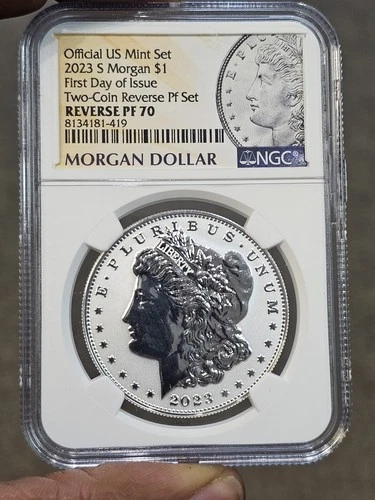 Official US Mint Set
2023 S Morgan $1
First Day of Issue
Two-Coin Reverse Pf Set
REVERSE PF 70
8134181-419
MORGAN DOLLAR
NGC
E · PLURIBUS · UNUM
LIBERTY
2023